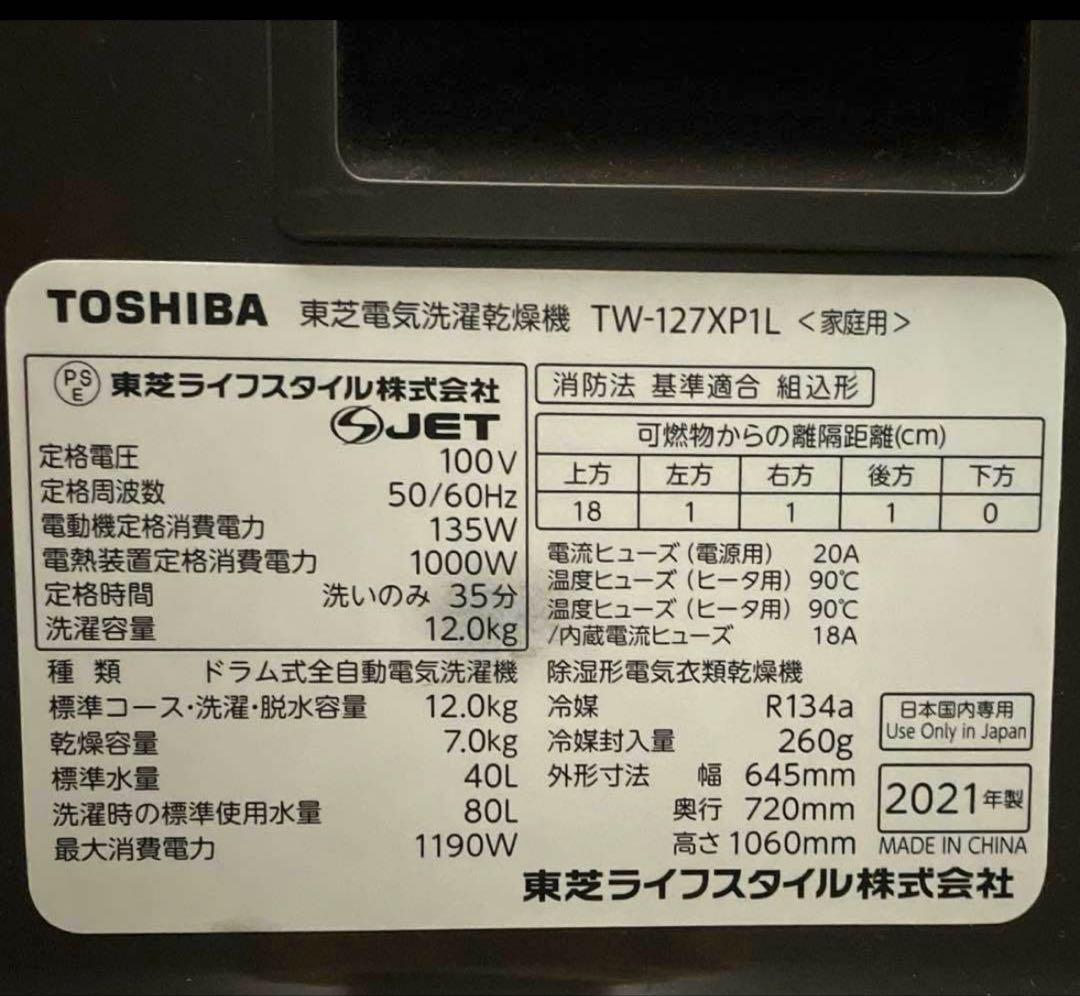 TOSHIBA 東芝電気洗濯乾燥機 TW-127XP1L <家庭用>
PSE 東芝ライフスタイル株式会社
JET
定格電圧 100V
定格周波数 50/60Hz
電動機定格消費電力 135W
電熱装置定格消費電力 1000W
定格時間 洗いのみ 35分
洗濯容量 12.0kg
種類 ドラム式全自動電気洗濯機
標準コース・洗濯・脱水容量 12.0kg
乾燥容量 7.0kg
標準水量 40L
洗濯時の標準使用水量 80L
最大消費電力 1190W
消防法 基準適合 組込形
可燃物からの離隔距離(cm)
上方 左方 右方 後方 下方
18 1 1 1 0
電流ヒューズ(電源用) 20A
温度ヒューズ(ヒータ用) 90℃
温度ヒューズ(ヒータ用) 90℃
/内蔵電流ヒューズ 18A
除湿形電気衣類乾燥機
冷媒 R134a
冷媒封入量 260g
外形寸法 幅 645mm
奥行 720mm
高さ 1060mm
日本国内専用
Use Only in Japan
2021年製
MADE IN CHINA
東芝ライフスタイル株式会社